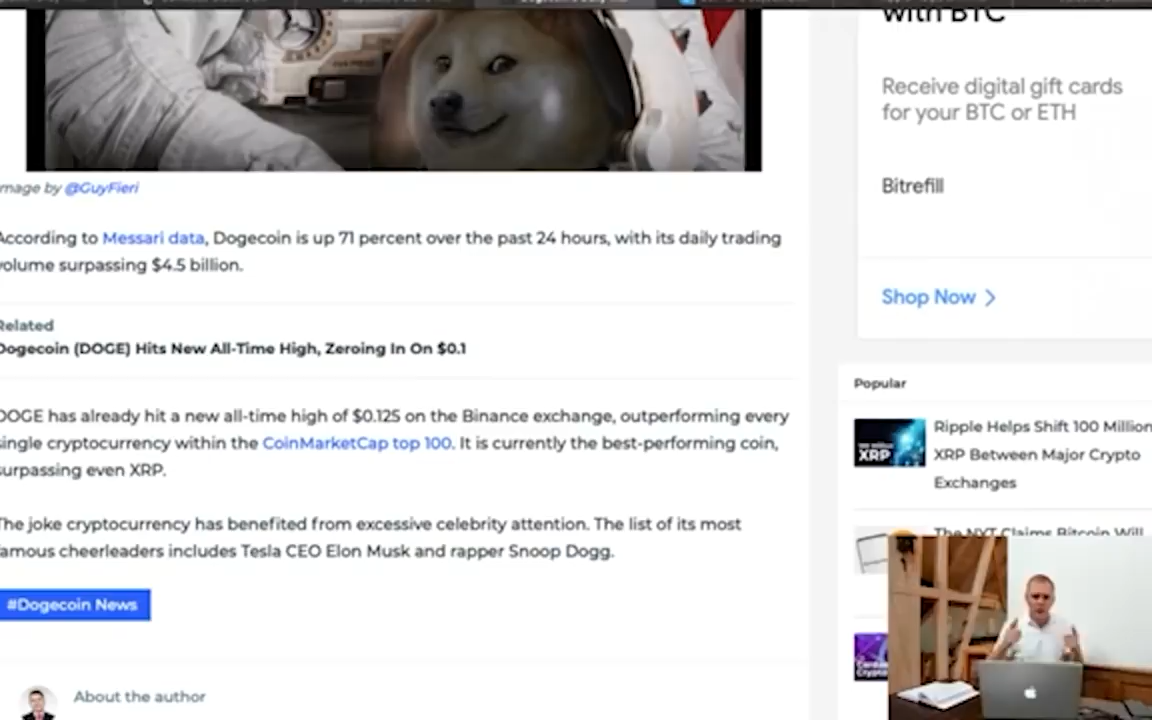 mage by @GuyFieri
According to Messari data, Dogecoin is up 71 percent over the past 24 hours, with its daily trading
volume surpassing $4.5 billion.
Related
Dogecoin (DOGE) Hits New All-Time High, Zeroing In On $0.1
DOGE has already hit a new all-time high of $0.125 on the Binance exchange, outperforming every
single cryptocurrency within the CoinMarketCap top 100. It is currently the best-performing coin,
surpassing even XRP.
The joke cryptocurrency has benefited from excessive celebrity attention. The list of its most
famous cheerleaders includes Tesla CEO Elon Musk and rapper Snoop Dogg.
#Dogecoin News
About the author
with BTC
Receive digital gift cards
for your BTC or ETH
Bitrefill
Shop Now
Popular
XRP
Ripple Helps Shift 100 Million
XRP Between Major Crypto
Exchanges
The NYT Claims Bitcoin Will